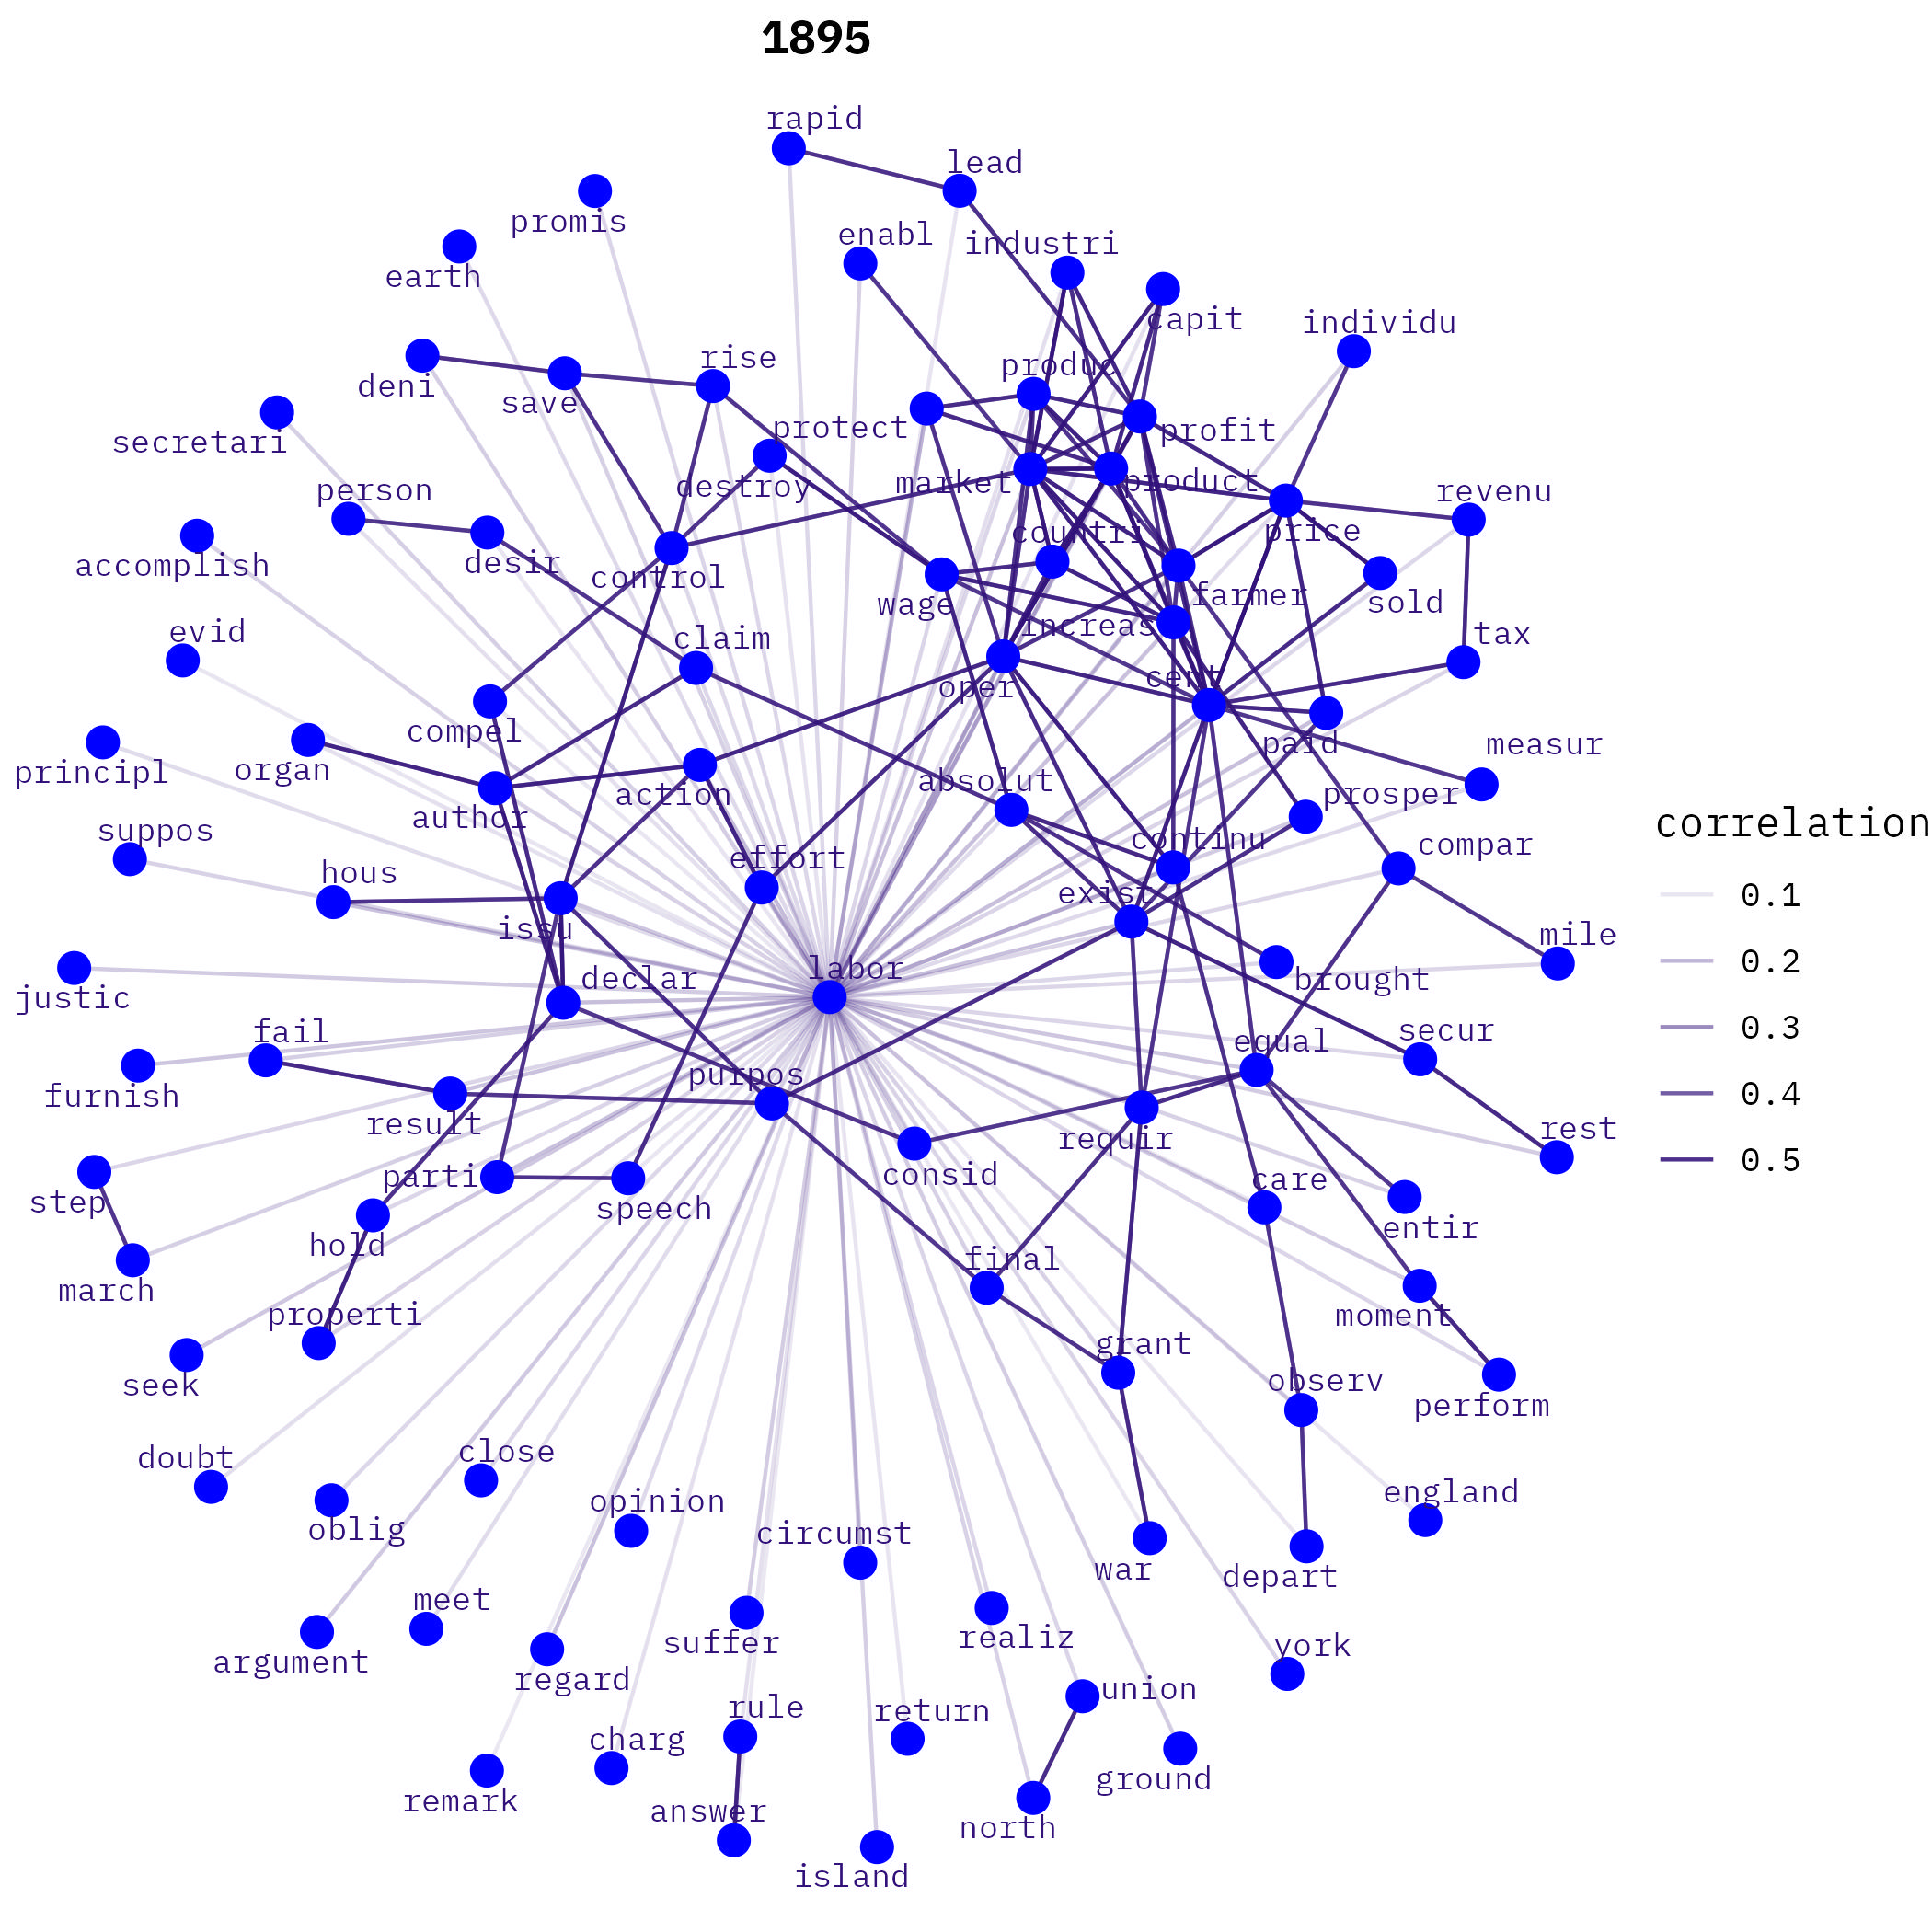 1895
rapid
lead
promis
enabl
industri
earth
capit
individu
rise
produc
deni
save
protect
profit
secretari
destroy
market
product
person
revenu
countri
price
accomplish
desir
control
wage
farmer
sold
evid
claim
increas
tax
oper
cent
compel
paid
measur
principl
organ
action
absolut
prosper
author
correlation
suppos
continu
compar
hous
effort
0.1
exist
issu
mile
labor
0.2
declar
brought
justic
0.3
fail
secur
equal
purpos
furnish
0.4
result
rest
requir
0.5
parti
consid
care
step
speech
entir
hold
final
march
properti
moment
grant
seek
observ
perform
doubt
close
england
opinion
oblig
circumst
war
depart
meet
suffer
realiz
york
argument
regard
union
rule
return
charg
ground
remark
answer
north
island